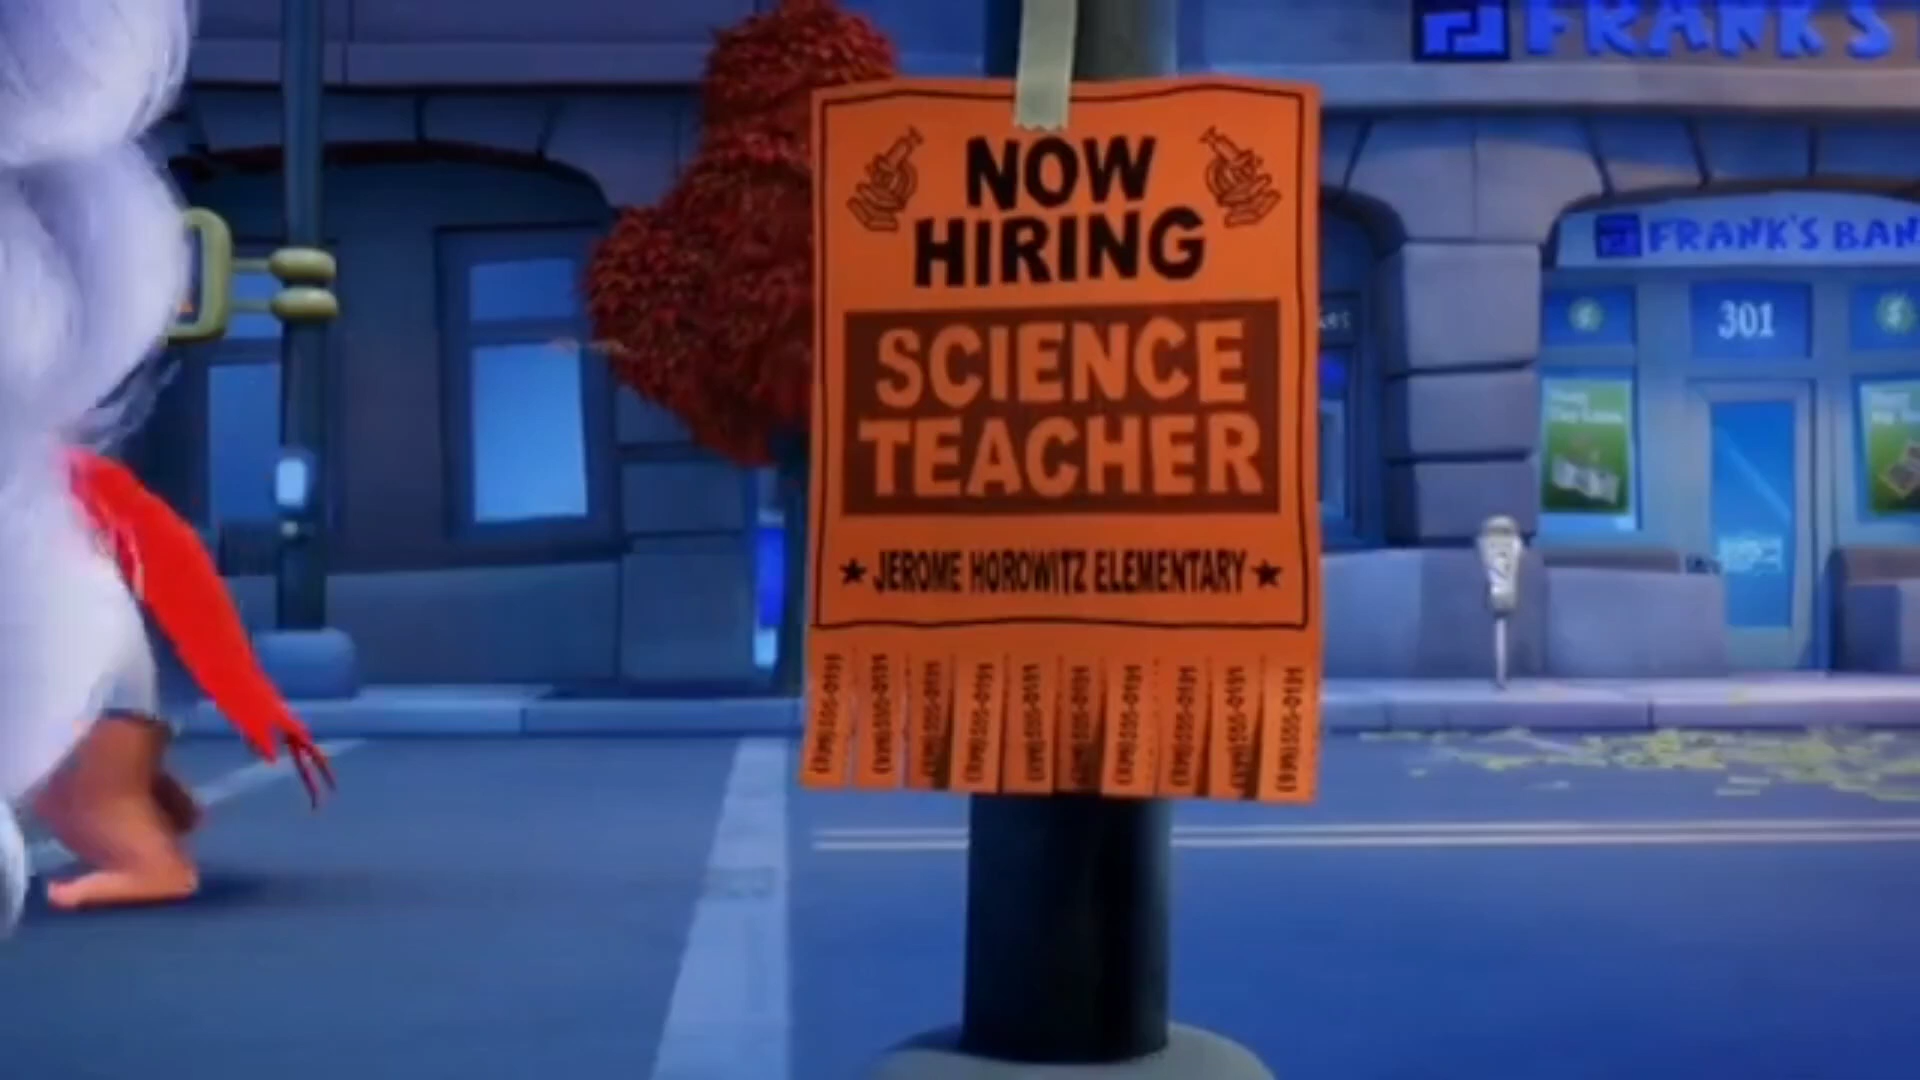 FRANK'S
NOW
HIRING
FRANK'S BAN
301
SCIENCE
TEACHER
★ JEROME HOROWITZ ELEMENTARY ★